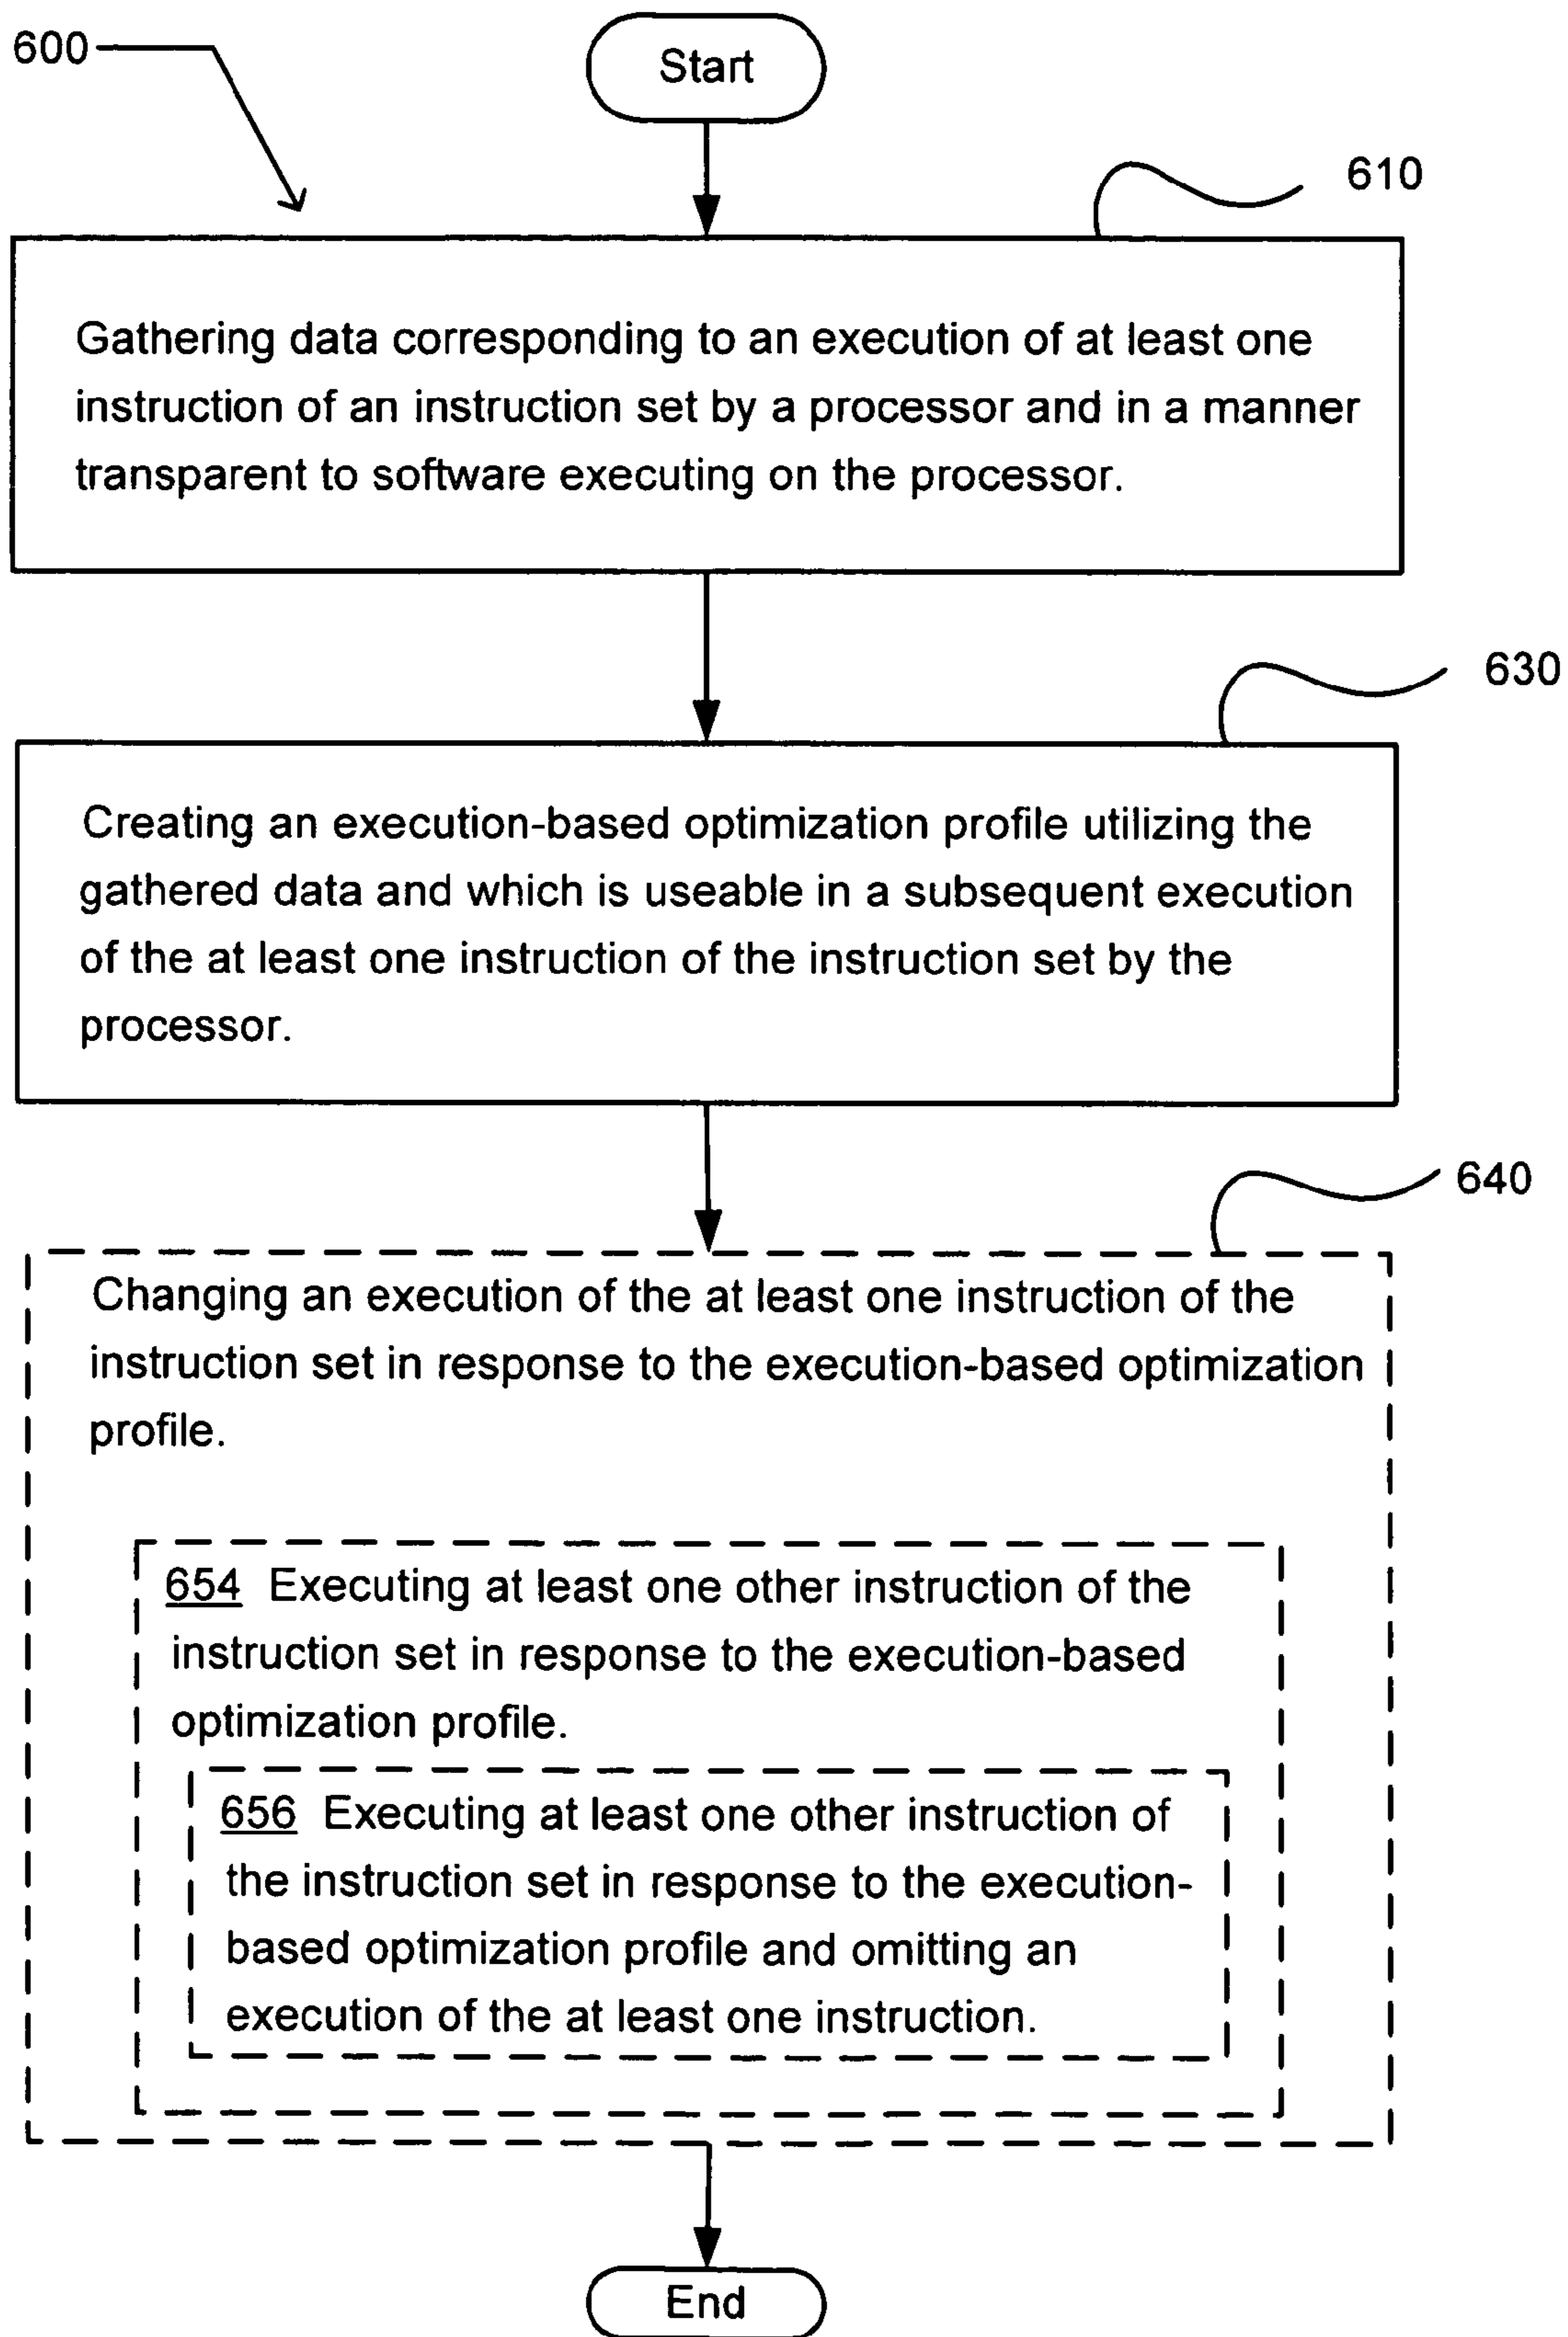 600
Start
610
Gathering data corresponding to an execution of at least one
instruction of an instruction set by a processor and in a manner
transparent to software executing on the processor.
630
Creating an execution-based optimization profile utilizing the
gathered data and which is useable in a subsequent execution
of the at least one instruction of the instruction set by the
processor.
640
Changing an execution of the at least one instruction of the
instruction set in response to the execution-based optimization
profile.
654 Executing at least one other instruction of the
instruction set in response to the execution-based
optimization profile.
656 Executing at least one other instruction of
the instruction set in response to the execution-
based optimization profile and omitting an
execution of the at least one instruction.
End